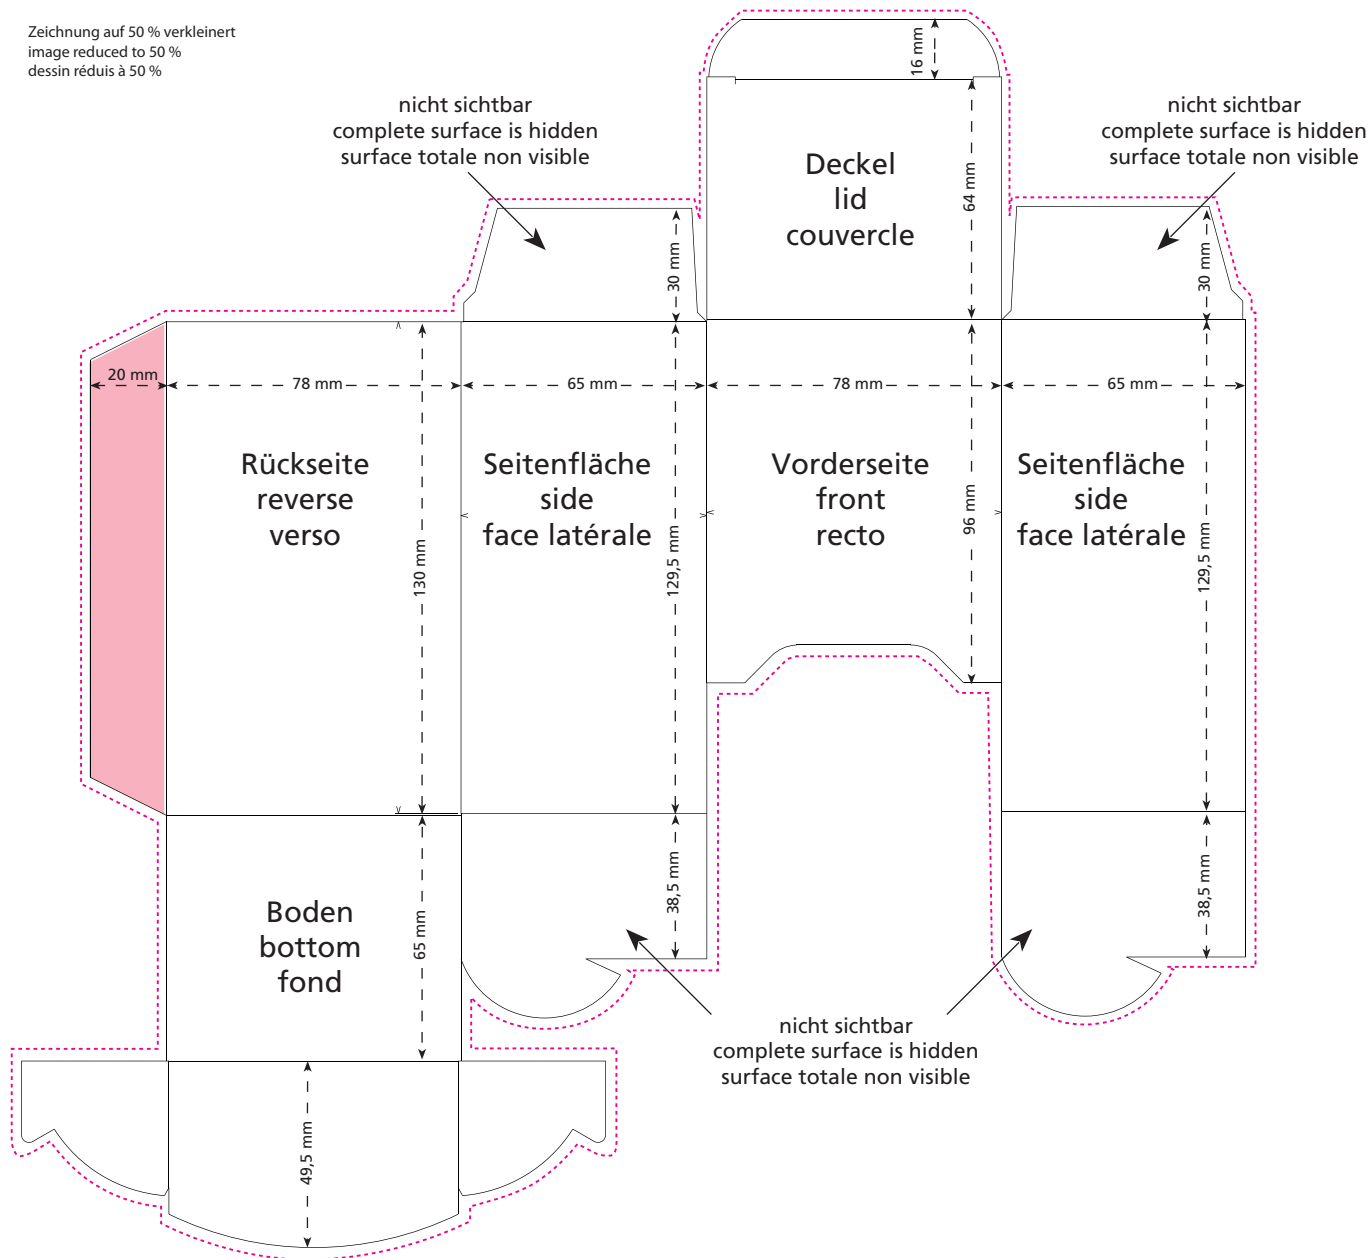 Zeichnung auf 50 % verkleinert
image reduced to 50 %
dessin réduis à 50 %
16 mm
nicht sichtbar
complete surface is hidden
surface totale non visible
nicht sichtbar
complete surface is hidden
surface totale non visible
Deckel
lid
couvercle
64 mm
30 mm
30 mm
20 mm
78 mm
65 mm
78 mm
65 mm
Rückseite
reverse
verso
Seitenfläche
side
face latérale
Vorderseite
front
recto
Seitenfläche
side
face latérale
130 mm
129,5 mm
96 mm
129,5 mm
Boden
bottom
fond
65 mm
38,5 mm
38,5 mm
nicht sichtbar
complete surface is hidden
surface totale non visible
49,5 mm